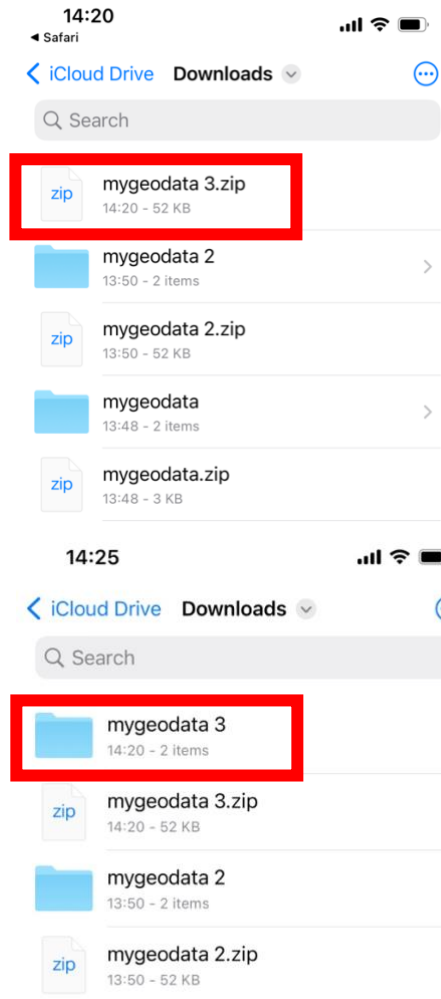 14:20
Safari
iCloud Drive Downloads
Search
zip
mygeodata 3.zip
14:20 - 52 KB
mygeodata 2
13:50 - 2 items
zip
mygeodata 2.zip
13:50 - 52 KB
mygeodata
13:48 - 2 items
zip
mygeodata.zip
13:48 - 3 KB
14:25
iCloud Drive Downloads
Search
mygeodata 3
14:20 - 2 items
zip
mygeodata 3.zip
14:20 - 52 KB
mygeodata 2
13:50 - 2 items
zip
mygeodata 2.zip
13:50 - 52 KB